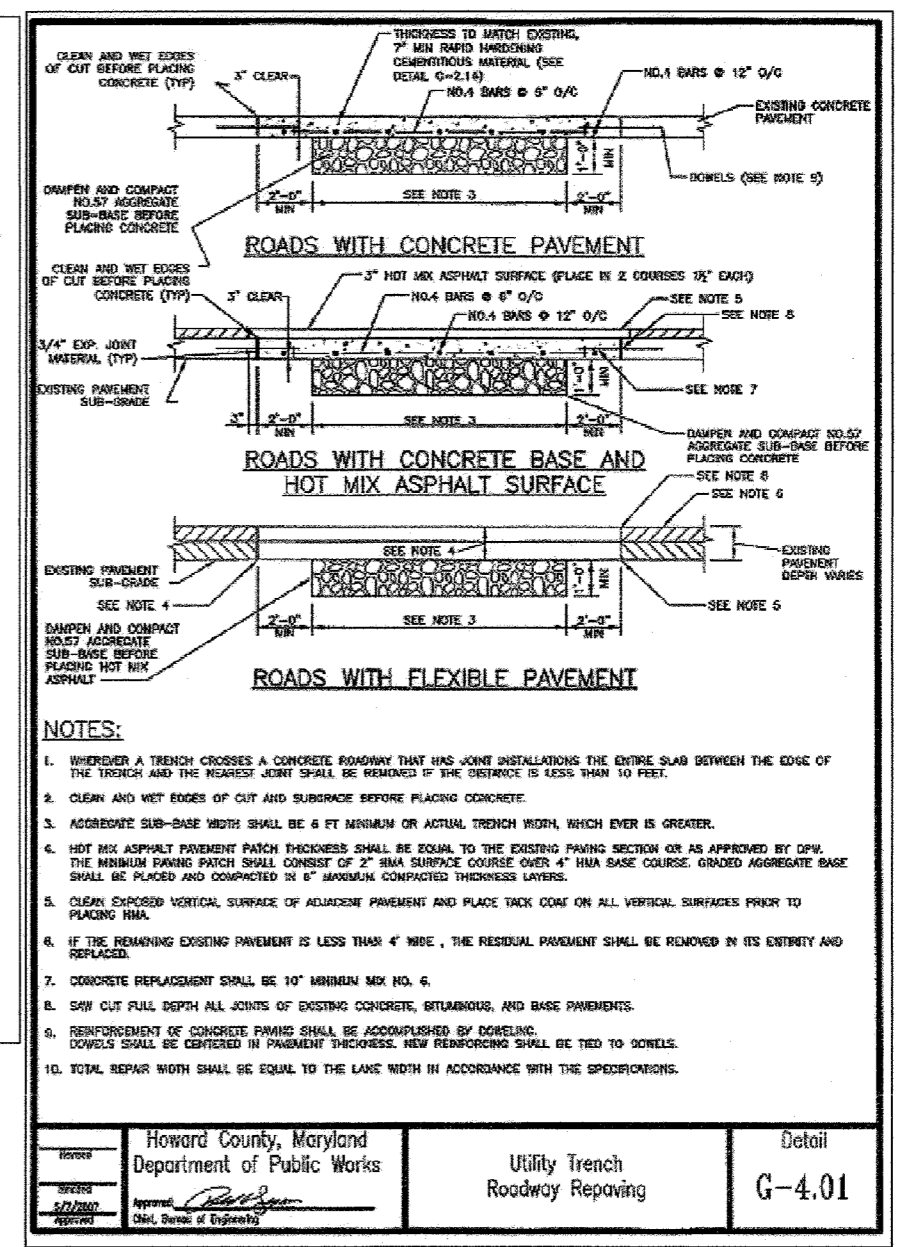 CLEAN AND WET EDGES
OF CUT BEFORE PLACING
CONCRETE (TYP)
3" CLEAR
THICKNESS TO MATCH EXISTING,
7" MIN RAPID HARDENING
CEMENTITIOUS MATERIAL (SEE
DETAIL G-2.14)
NO.4 BARS @ 6" O/C
NO.4 BARS @ 12" O/C
EXISTING CONCRETE
PAVEMENT
1'-0"
MIN
DOWELS (SEE NOTE 9)
DAMPEN AND COMPACT
NO.57 AGGREGATE
SUB-BASE BEFORE
PLACING CONCRETE
2'-0"
MIN
SEE NOTE 3
2'-0"
MIN
ROADS WITH CONCRETE PAVEMENT
CLEAN AND WET EDGES
OF CUT BEFORE PLACING
CONCRETE (TYP)
3" CLEAR
3" HOT MIX ASPHALT SURFACE (PLACE IN 2 COURSES 1½" EACH)
NO.4 BARS @ 6" O/C
NO.4 BARS @ 12" O/C
SEE NOTE 5
SEE NOTE 8
3/4" EXP. JOINT
MATERIAL (TYP)
EXISTING PAVEMENT
SUB-GRADE
1'-0"
MIN
SEE NOTE 7
3"
2'-0"
MIN
SEE NOTE 3
2'-0"
MIN
DAMPEN AND COMPACT NO.57
AGGREGATE SUB-BASE BEFORE
PLACING CONCRETE
ROADS WITH CONCRETE BASE AND
HOT MIX ASPHALT SURFACE
SEE NOTE 8
SEE NOTE 6
SEE NOTE 4
EXISTING
PAVEMENT
DEPTH VARIES
EXISTING PAVEMENT
SUB-GRADE
1'-0"
MIN
SEE NOTE 4
SEE NOTE 5
DAMPEN AND COMPACT
NO.57 AGGREGATE
SUB-BASE BEFORE
PLACING HOT MIX
ASPHALT
2'-0"
MIN
SEE NOTE 3
2'-0"
MIN
ROADS WITH FLEXIBLE PAVEMENT
NOTES:
1. WHEREVER A TRENCH CROSSES A CONCRETE ROADWAY THAT HAS JOINT INSTALLATIONS THE ENTIRE SLAB BETWEEN THE EDGE OF
THE TRENCH AND THE NEAREST JOINT SHALL BE REMOVED IF THE DISTANCE IS LESS THAN 10 FEET.
2. CLEAN AND WET EDGES OF CUT AND SUBGRADE BEFORE PLACING CONCRETE.
3. AGGREGATE SUB-BASE WIDTH SHALL BE 6 FT MINIMUM OR ACTUAL TRENCH WIDTH, WHICH EVER IS GREATER.
4. HOT MIX ASPHALT PAVEMENT PATCH THICKNESS SHALL BE EQUAL TO THE EXISTING PAVING SECTION OR AS APPROVED BY DPW.
THE MINIMUM PAVING PATCH SHALL CONSIST OF 2" HMA SURFACE COURSE OVER 4" HMA BASE COURSE. GRADED AGGREGATE BASE
SHALL BE PLACED AND COMPACTED IN 6" MAXIMUM COMPACTED THICKNESS LAYERS.
5. CLEAN EXPOSED VERTICAL SURFACE OF ADJACENT PAVEMENT AND PLACE TACK COAT ON ALL VERTICAL SURFACES PRIOR TO
PLACING HMA.
6. IF THE REMAINING EXISTING PAVEMENT IS LESS THAN 4' WIDE , THE RESIDUAL PAVEMENT SHALL BE REMOVED IN ITS ENTIRITY AND
REPLACED.
7. CONCRETE REPLACEMENT SHALL BE 10" MINIMUM MIX NO. 6.
8. SAW CUT FULL DEPTH ALL JOINTS OF EXISTING CONCRETE, BITUMINOUS, AND BASE PAVEMENTS.
9. REINFORCEMENT OF CONCRETE PAVING SHALL BE ACCOMPLISHED BY DOWELING.
DOWELS SHALL BE CENTERED IN PAVEMENT THICKNESS. NEW REINFORCING SHALL BE TIED TO DOWELS.
10. TOTAL REPAIR WIDTH SHALL BE EQUAL TO THE LANE WIDTH IN ACCORDANCE WITH THE SPECIFICATIONS.
Revised
5/7/2007
Approved
Howard County, Maryland
Department of Public Works
Approved:
Chief, Bureau of Engineering
Utility Trench
Roadway Repaving
Detail
G-4.01